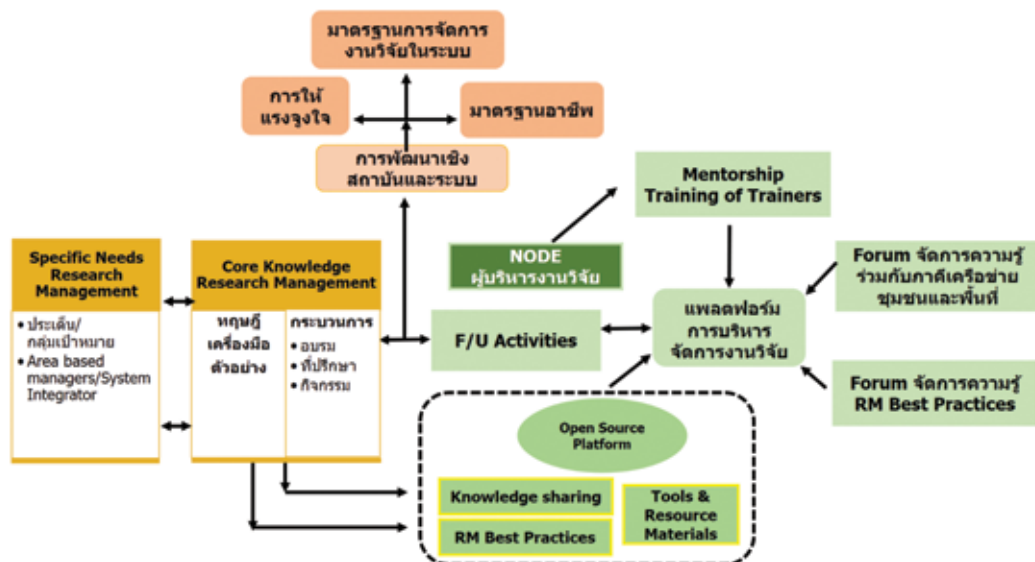 มาตรฐานการจัดการ
งานวิจัยในระบบ
การให้
แรงจูงใจ
มาตรฐานอาชีพ
การพัฒนาเชิง
สถาบันและระบบ
Mentorship
Training of Trainers
NODE
ผู้บริหารงานวิจัย
Specific Needs
Research
Management
• ประเด็น/
กลุ่มเป้าหมาย
• Area based
managers/System
Integrator
Core Knowledge
Research Management
ทฤษฎี
เครื่องมือ
ตัวอย่าง
กระบวนการ
• อบรม
• ที่ปรึกษา
• กิจกรรม
F/U Activities
แพลตฟอร์ม
การบริหาร
จัดการงานวิจัย
Forum จัดการความรู้
ร่วมกับภาคีเครือข่าย
ชุมชนและพื้นที่
Forum จัดการความรู้
RM Best Practices
Open Source
Platform
Knowledge sharing
RM Best Practices
Tools &
Resource
Materials